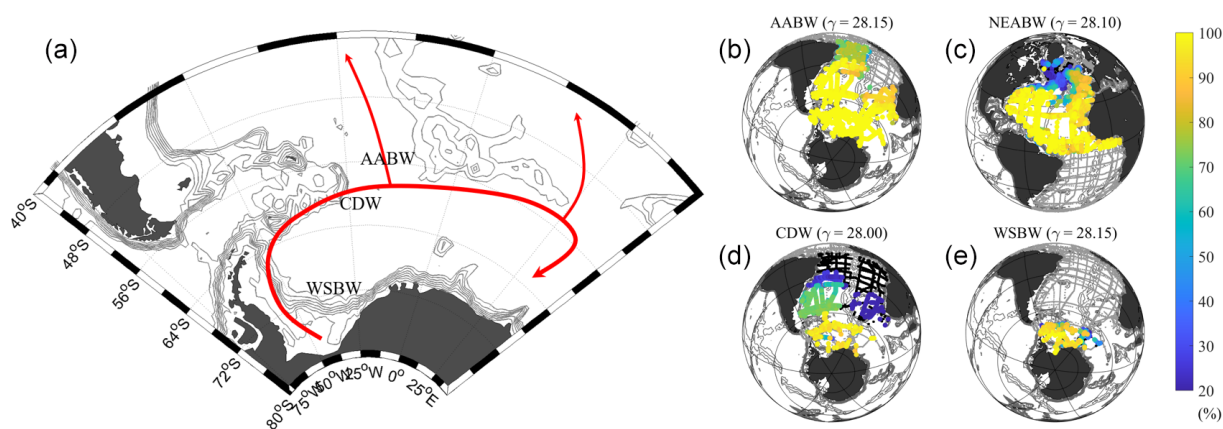 (a)
AABW
CDW
WSBW
40°S
48°S
56°S
64°S
72°S
80°S
75°W
50°W
25°W
0°
25°E
AABW (γ = 28.15)
(b)
NEABW (γ = 28.10)
(c)
CDW (γ = 28.00)
(d)
WSBW (γ = 28.15)
(e)
100
90
80
70
60
50
40
30
20
(%)